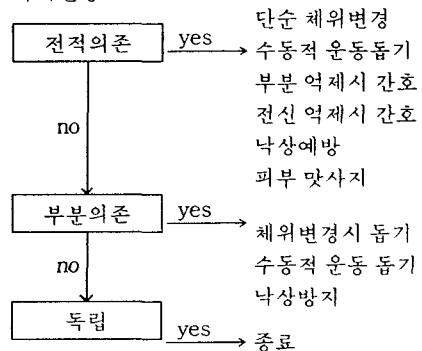 단순 체위변경
전적의존 yes 수동적 운동돕기
부분 억제시 간호
전신 억제시 간호
no
낙상예방
피부 맛사지
부분의존 yes
체위변경시 돕기
no 수동적 운동 돕기
낙상방지
독립 yes 종료